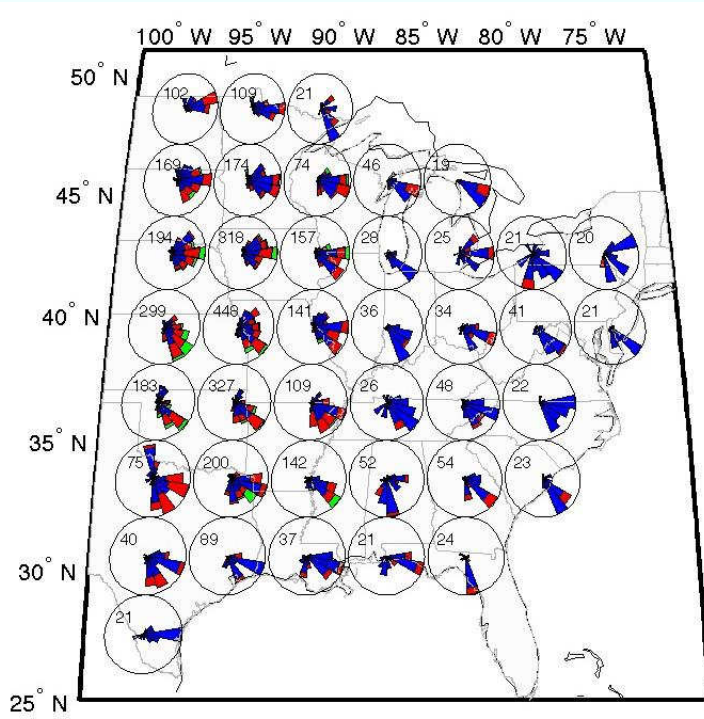 100° W 95° W 90° W 85° W 80° W 75° W
50° N
102 109 21
169 174 74 46 19
45° N
194 319 157 28 25 21 20
40° N
299 448 141 36 34 41 21
183 327 109 26 48 22
35° N
75 200 142 52 54 23
40 89 37 21 24
30° N
21
25° N